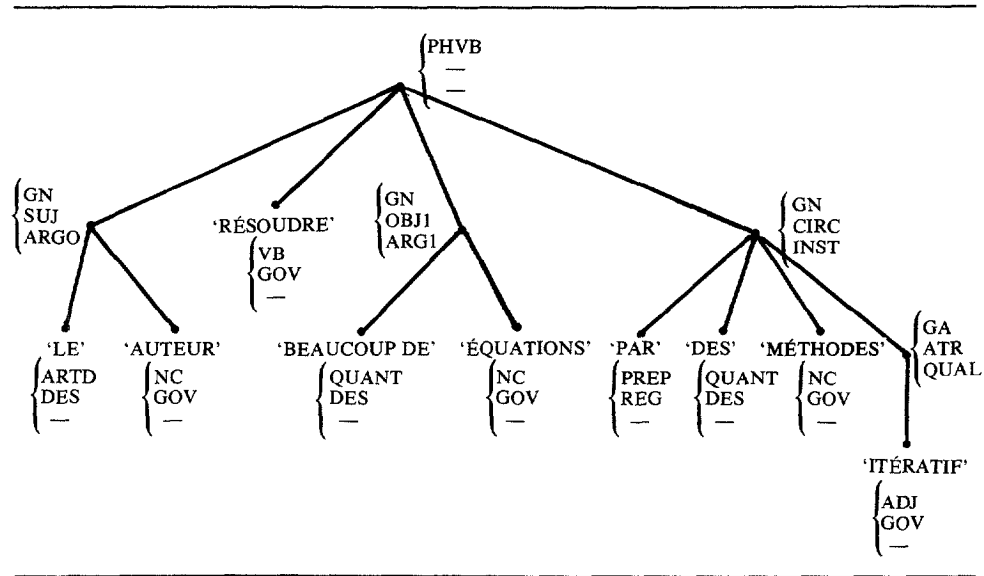 PHVB
—
—
GN
SUJ
ARGO
'RÉSOUDRE'
VB
GOV
—
GN
OBJ1
ARG1
GN
CIRC
INST
'LE'
ARTD
DES
—
'AUTEUR'
NC
GOV
—
'BEAUCOUP DE'
QUANT
DES
—
'ÉQUATIONS'
NC
GOV
—
'PAR'
PREP
REG
—
'DES'
QUANT
DES
—
'MÉTHODES'
NC
GOV
—
GA
ATR
QUAL
'ITÉRATIF'
ADJ
GOV
—